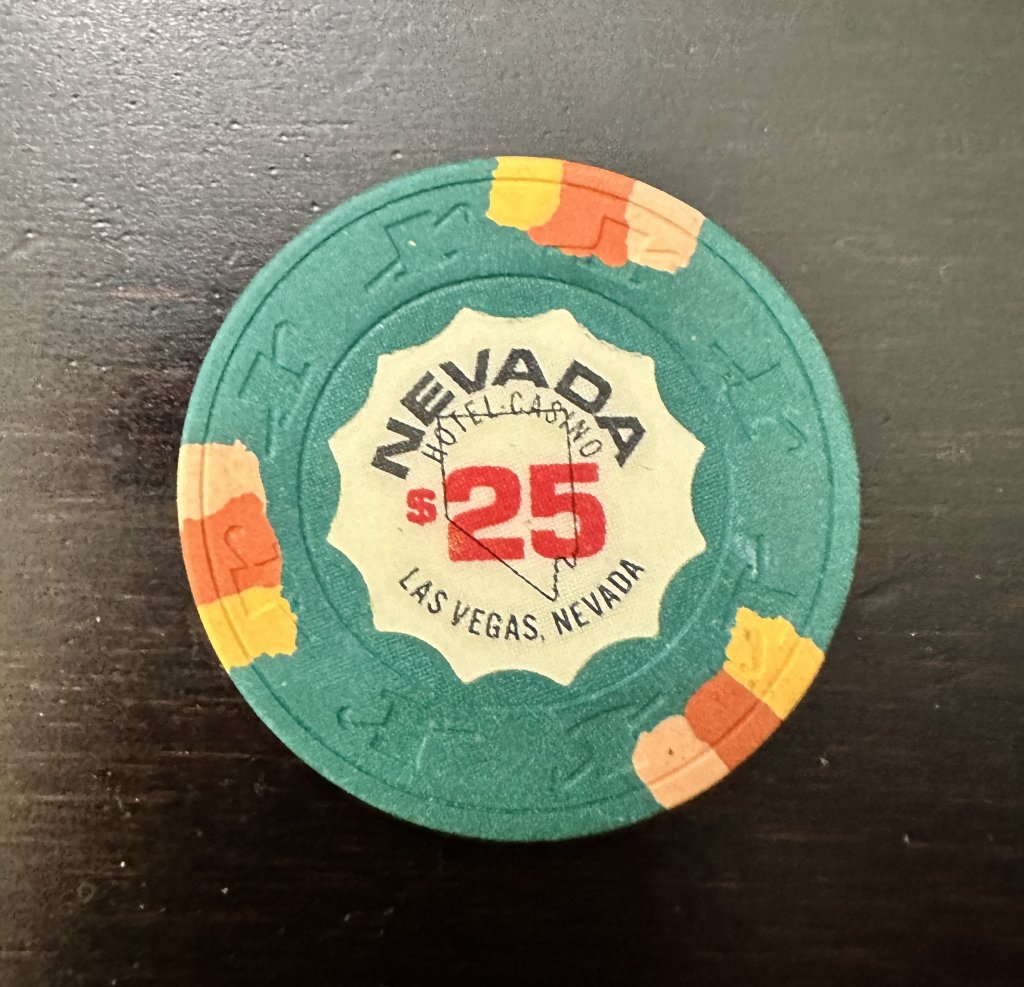 NEVADA
HOTEL-CASINO
$25
LAS VEGAS, NEVADA